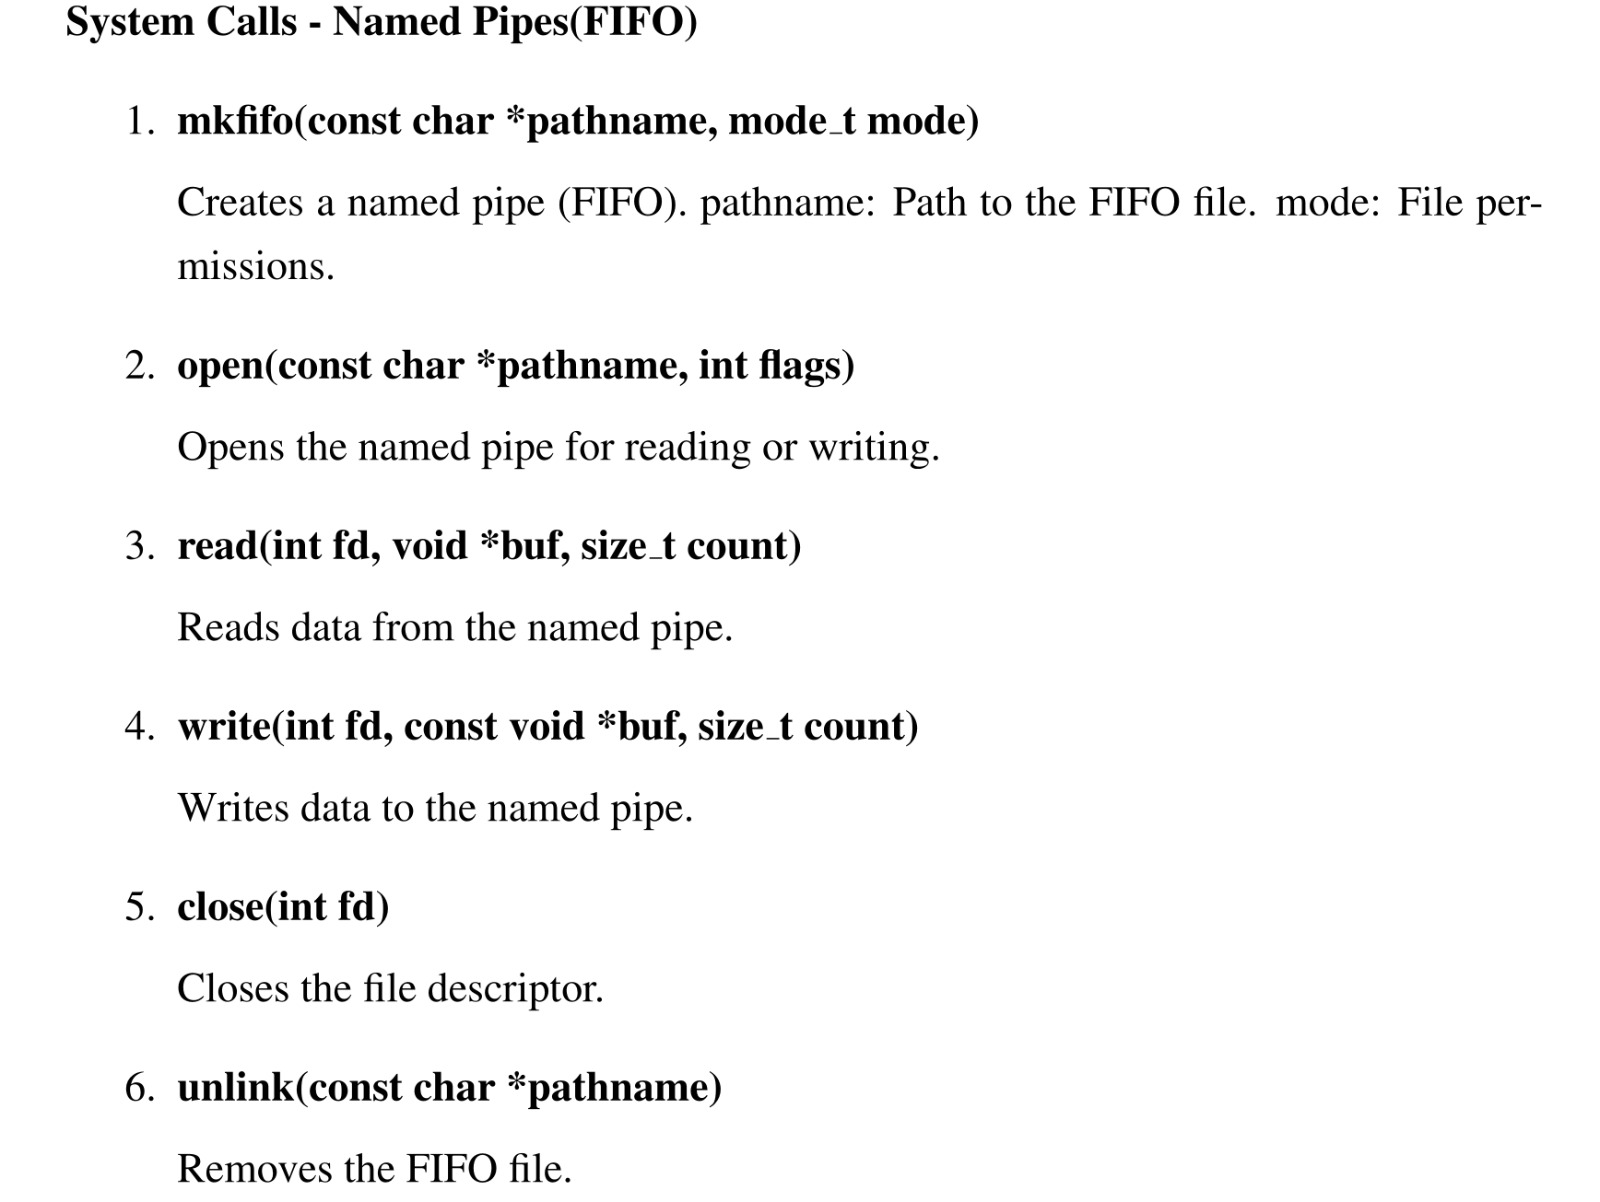 System Calls - Named Pipes(FIFO)
1. mkfifo(const char *pathname, mode_t mode)
Creates a named pipe (FIFO). pathname: Path to the FIFO file. mode: File per-
missions.
2. open(const char *pathname, int flags)
Opens the named pipe for reading or writing.
3. read(int fd, void *buf, size_t count)
Reads data from the named pipe.
4. write(int fd, const void *buf, size_t count)
Writes data to the named pipe.
5. close(int fd)
Closes the file descriptor.
6. unlink(const char *pathname)
Removes the FIFO file.